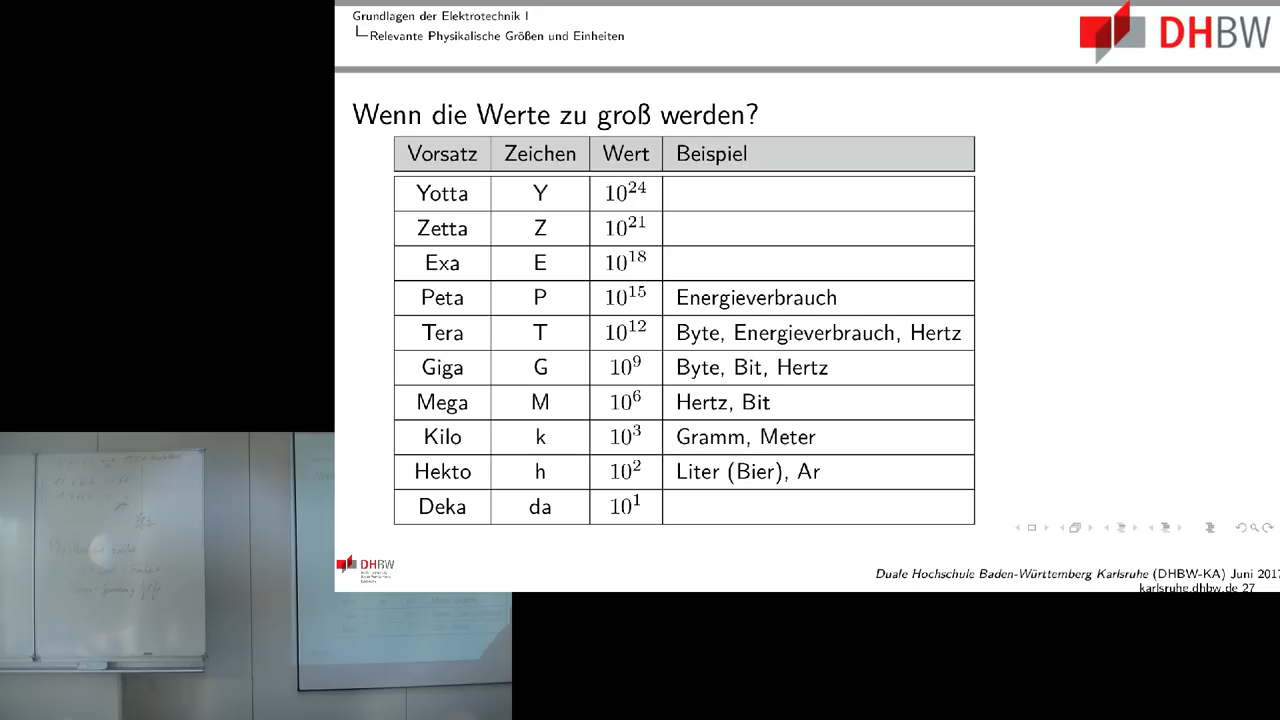 Grundlagen der Elektrotechnik I
Relevante Physikalische Größen und Einheiten
DHBW
Wenn die Werte zu groß werden?
Vorsatz Zeichen Wert Beispiel
Yotta Y 10^24
Zetta Z 10^21
Exa E 10^18
Peta P 10^15 Energieverbrauch
Tera T 10^12 Byte, Energieverbrauch, Hertz
Giga G 10^9 Byte, Bit, Hertz
Mega M 10^6 Hertz, Bit
Kilo k 10^3 Gramm, Meter
Hekto h 10^2 Liter (Bier), Ar
Deka da 10^1
DHBW
Duale Hochschule Baden-Württemberg Karlsruhe (DHBW-KA) Juni 2017
karlsruhe.dhbw.de 27